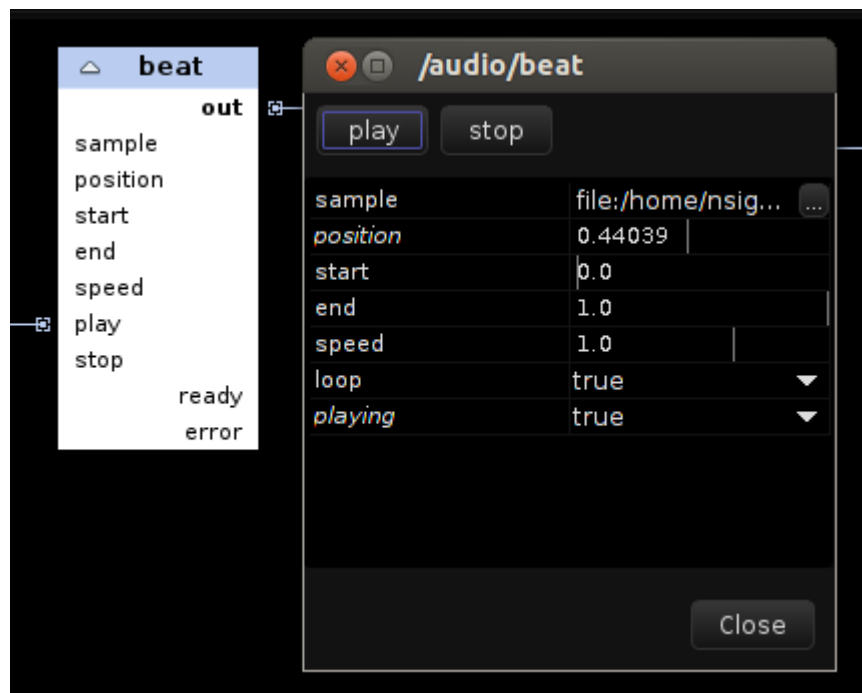 beat
out
sample
position
start
end
speed
play
stop
ready
error
/audio/beat
play stop
sample file:/home/nsig... ...
position 0.44039
start 0.0
end 1.0
speed 1.0
loop true
playing true
Close